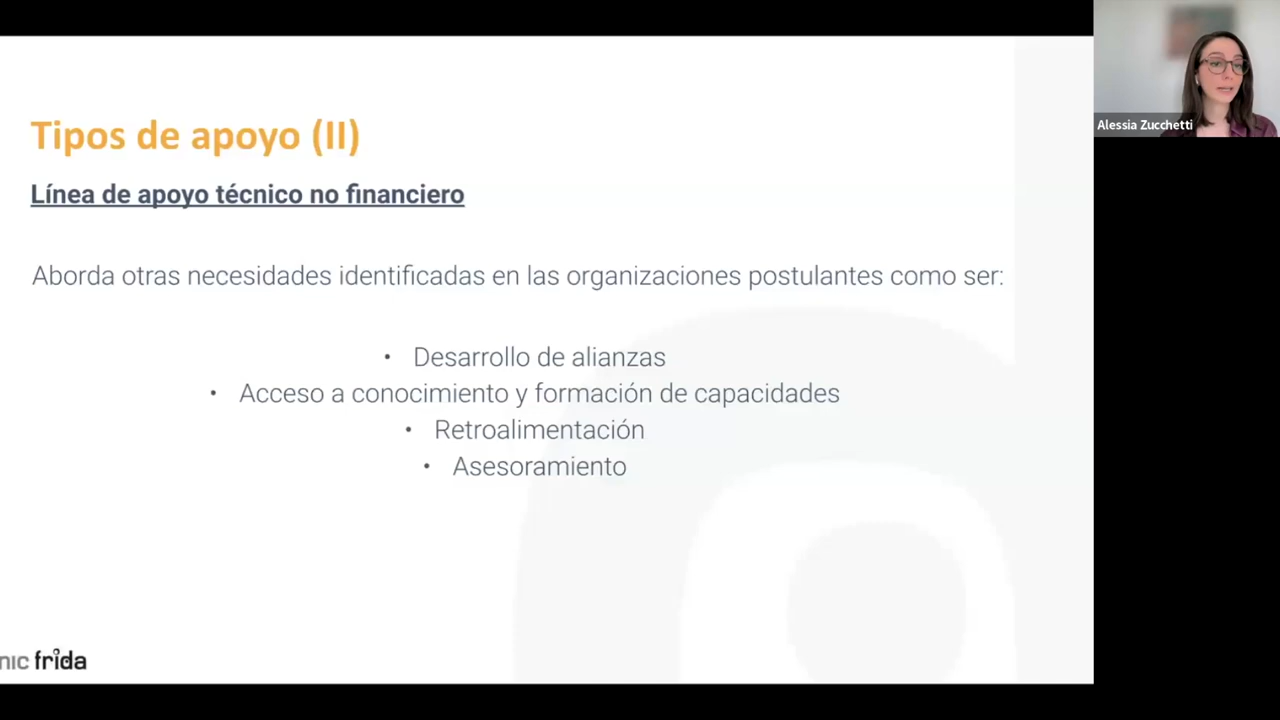 Tipos de apoyo (II)
Línea de apoyo técnico no financiero
Aborda otras necesidades identificadas en las organizaciones postulantes como ser:
• Desarrollo de alianzas
• Acceso a conocimiento y formación de capacidades
• Retroalimentación
• Asesoramiento
nic frida
Alessia Zucchetti